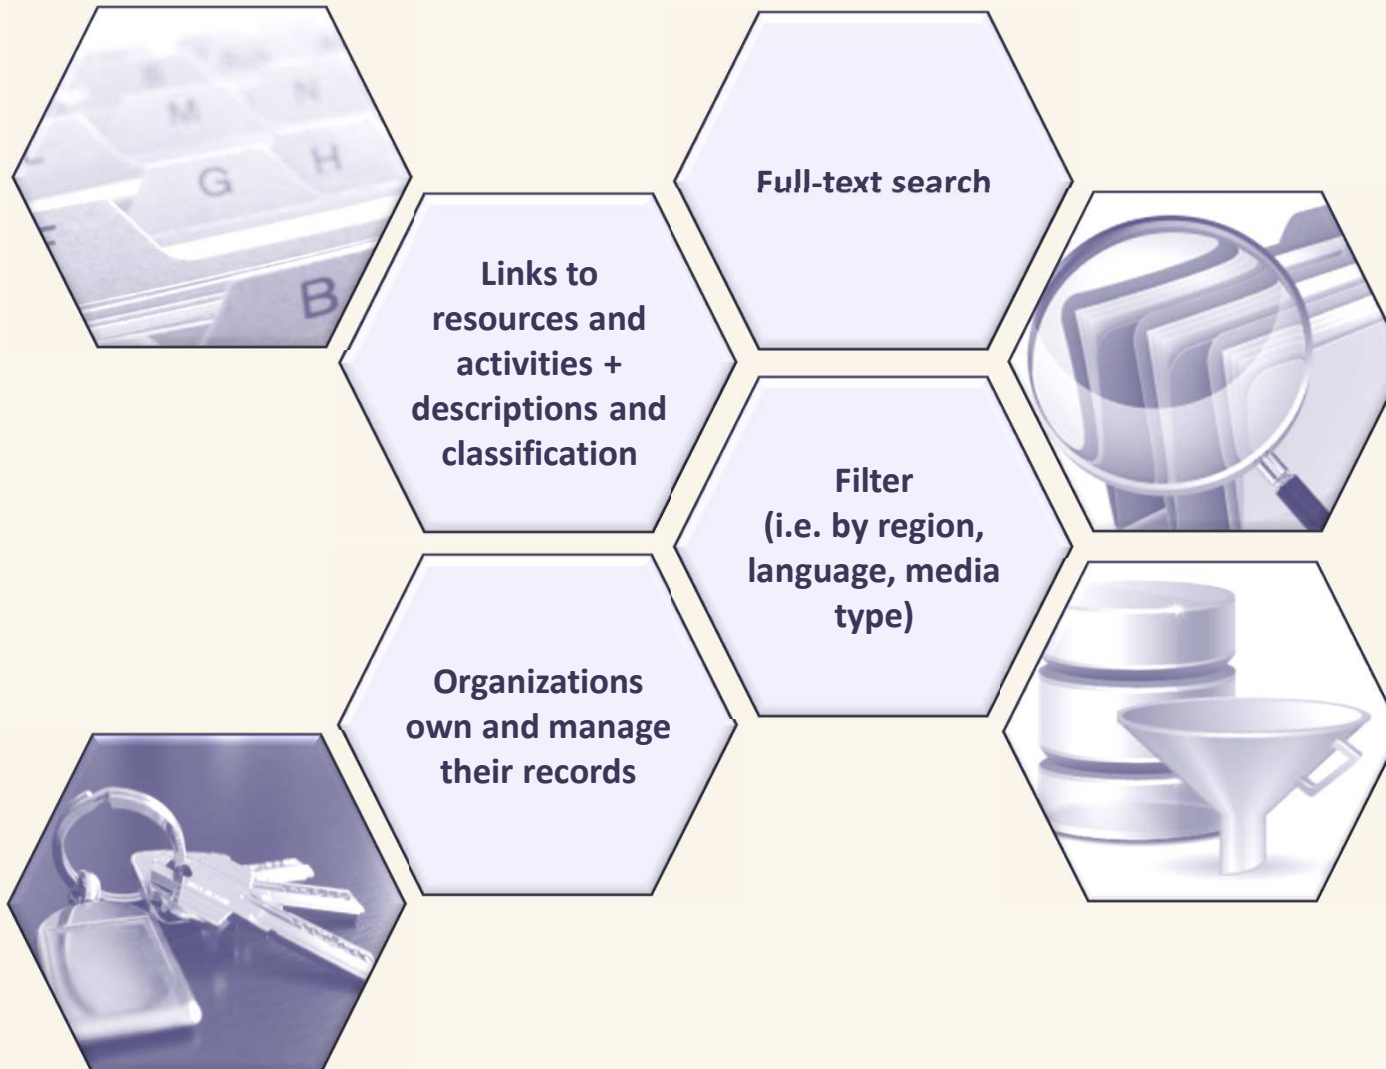 M
N
G
H
B
Full-text search
Links to
resources and
activities +
descriptions and
classification
Filter
(i.e. by region,
language, media
type)
Organizations
own and manage
their records